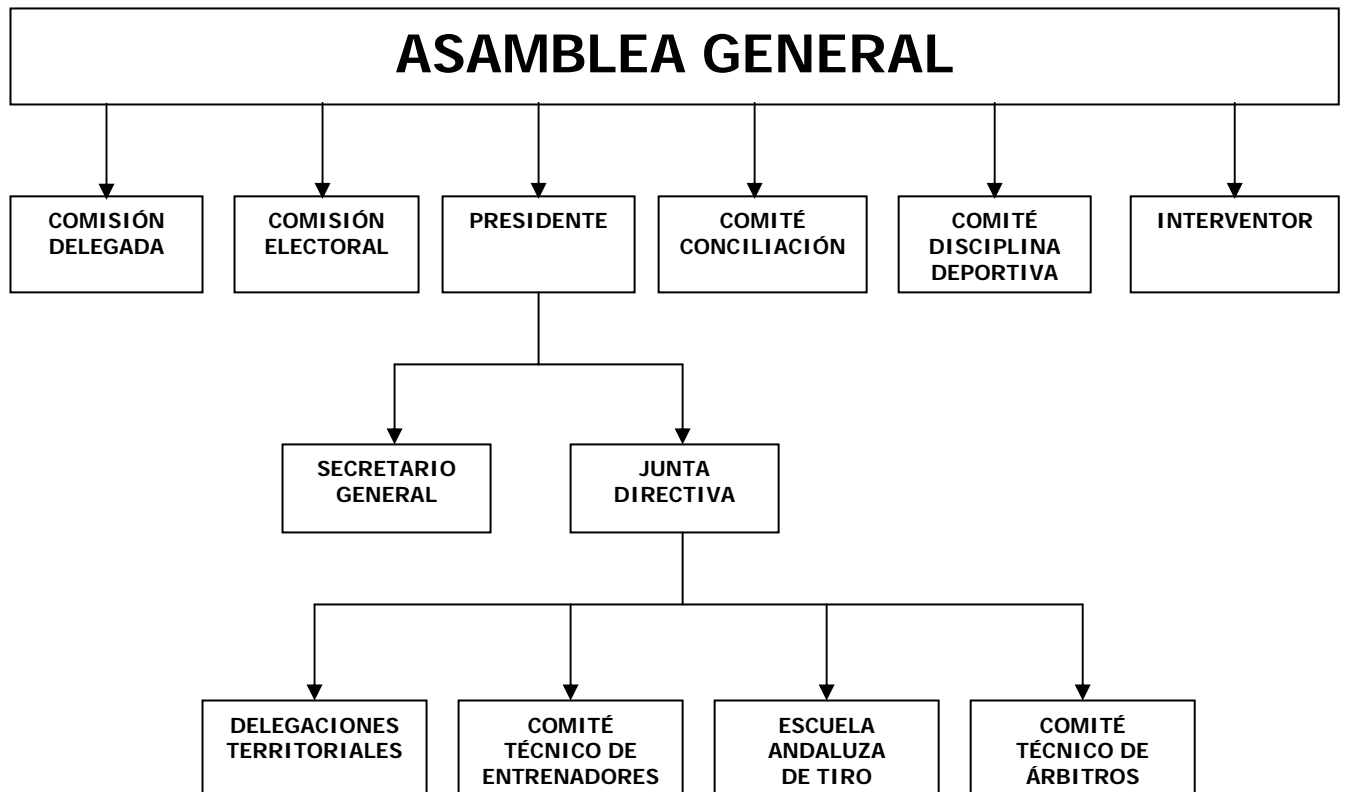 ASAMBLEA GENERAL
COMISIÓN
DELEGADA
COMISIÓN
ELECTORAL
PRESIDENTE
COMITÉ
CONCILIACIÓN
COMITÉ
DISCIPLINA
DEPORTIVA
INTERVENTOR
SECRETARIO
GENERAL
JUNTA
DIRECTIVA
DELEGACIONES
TERRITORIALES
COMITÉ
TÉCNICO DE
ENTRENADORES
ESCUELA
ANDALUZA
DE TIRO
COMITÉ
TÉCNICO DE
ÁRBITROS